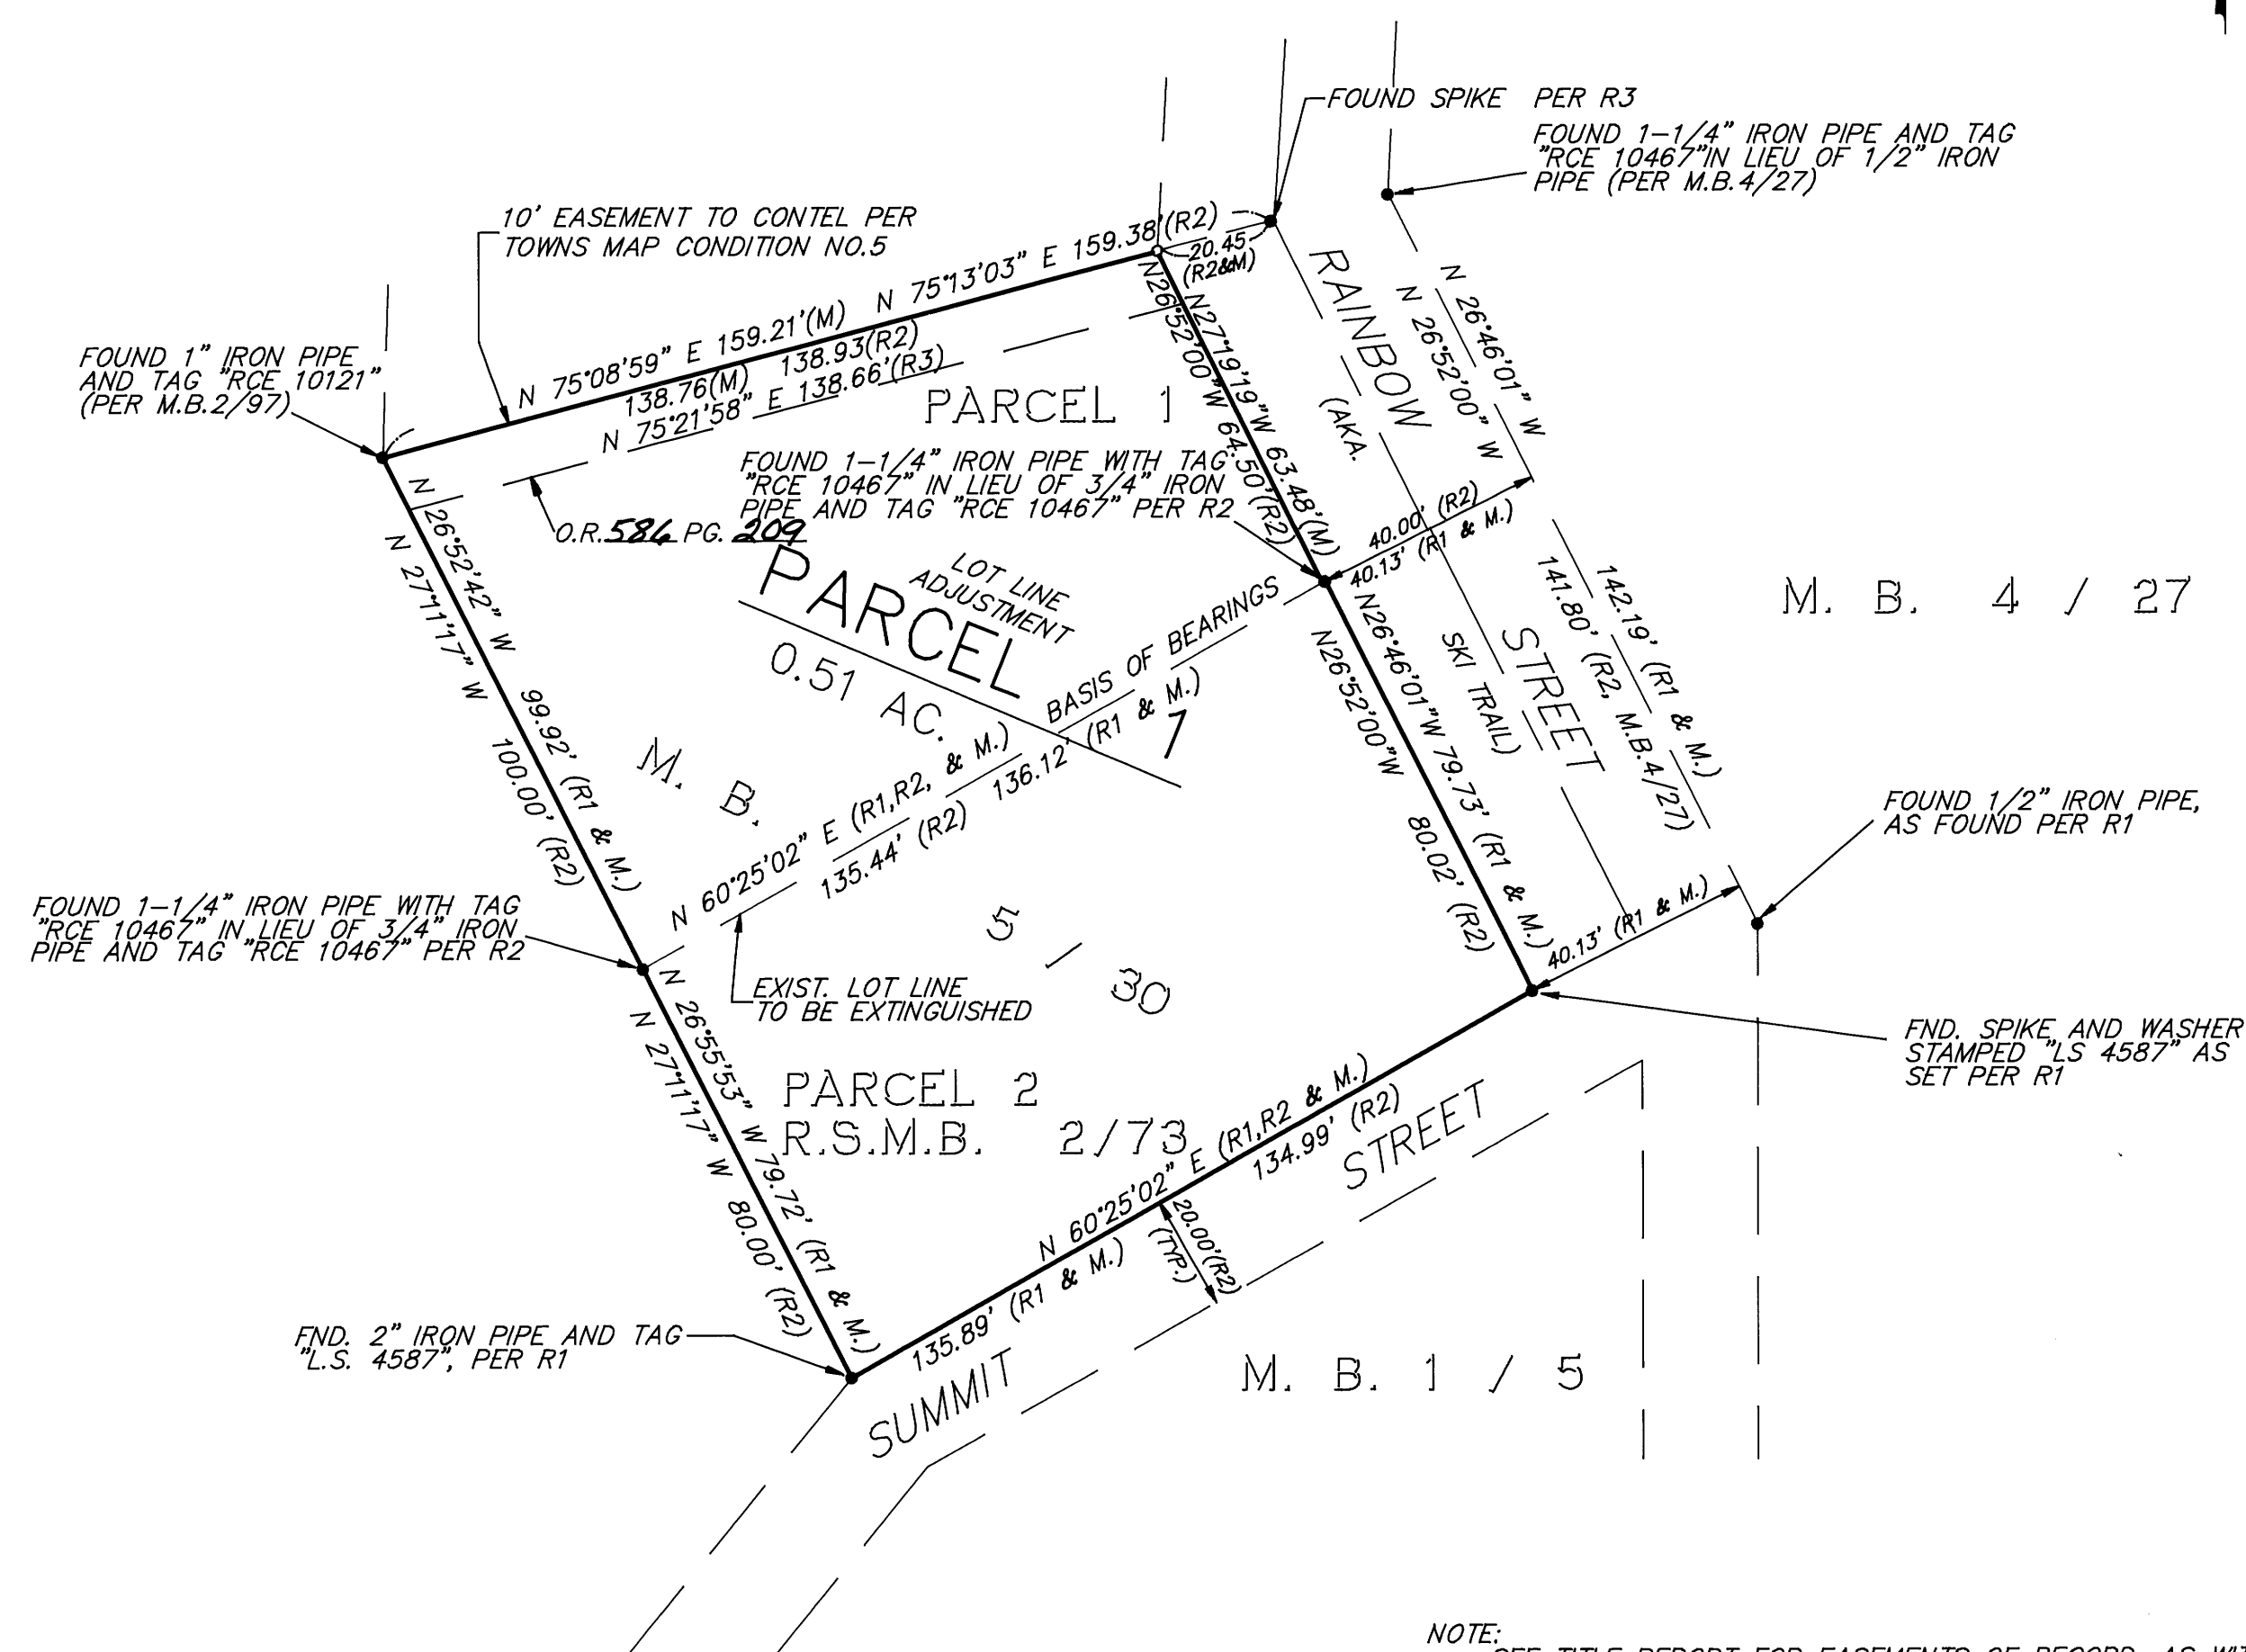 FOUND SPIKE PER R3
FOUND 1-1/4" IRON PIPE AND TAG
"RCE 10467"IN LIEU OF 1/2" IRON
PIPE (PER M.B.4/27)
10' EASEMENT TO CONTEL PER
TOWNS MAP CONDITION NO.5
N 75°13'03" E 159.38'(R2)
20.45
(R2&M)
N 75°08'59" E 159.21'(M)
138.76(M) 138.93(R2)
N 75°21'58" E 138.66'(R3)
FOUND 1" IRON PIPE
AND TAG "RCE 10121"
(PER M.B.2/97)
PARCEL 1
N27°19'19"W 63.48'(M)
N26°52'00"W 64.50'(R2)
RAINBOW
STREET
(AKA.
SKI TRAIL)
N 26°46'01" W
N 26°52'00" W
FOUND 1-1/4" IRON PIPE WITH TAG
"RCE 10467" IN LIEU OF 3/4" IRON
PIPE AND TAG "RCE 10467" PER R2
O.R.586 PG. 209
40.00' (R2)
40.13' (R1 & M.)
LOT LINE
ADJUSTMENT
PARCEL
0.51 AC.
1
N 26°52'42" W 99.92' (R1 & M.)
N 27°11'17" W 100.00' (R2)
BASIS OF BEARINGS
N 60°25'02" E (R1,R2, & M.)
136.12' (R1 & M.)
135.44' (R2)
N26°46'01"W 79.73' (R1 & M.)
N26°52'00"W 80.02' (R2)
142.19' (R1 & M.)
141.80' (R2, M.B.4/27)
M. B. 4 / 27
M. B.
5 / 30
FOUND 1/2" IRON PIPE,
AS FOUND PER R1
FOUND 1-1/4" IRON PIPE WITH TAG
"RCE 10467" IN LIEU OF 3/4" IRON
PIPE AND TAG "RCE 10467" PER R2
EXIST. LOT LINE
TO BE EXTINGUISHED
40.13' (R1 & M.)
FND. SPIKE AND WASHER
STAMPED "LS 4587" AS
SET PER R1
PARCEL 2
R.S.M.B. 2/73
N 26°55'53" W 79.72' (R1 & M.)
N 27°11'17" W 80.00' (R2)
N 60°25'02" E (R1,R2 & M.)
134.99' (R2)
135.89' (R1 & M.)
20.00'(R2)
(TYP.)
SUMMIT STREET
FND. 2" IRON PIPE AND TAG
"L.S. 4587", PER R1
M. B. 1 / 5
NOTE:
SEE TITLE REPORT FOR EASEMENTS OF RECORD, AS